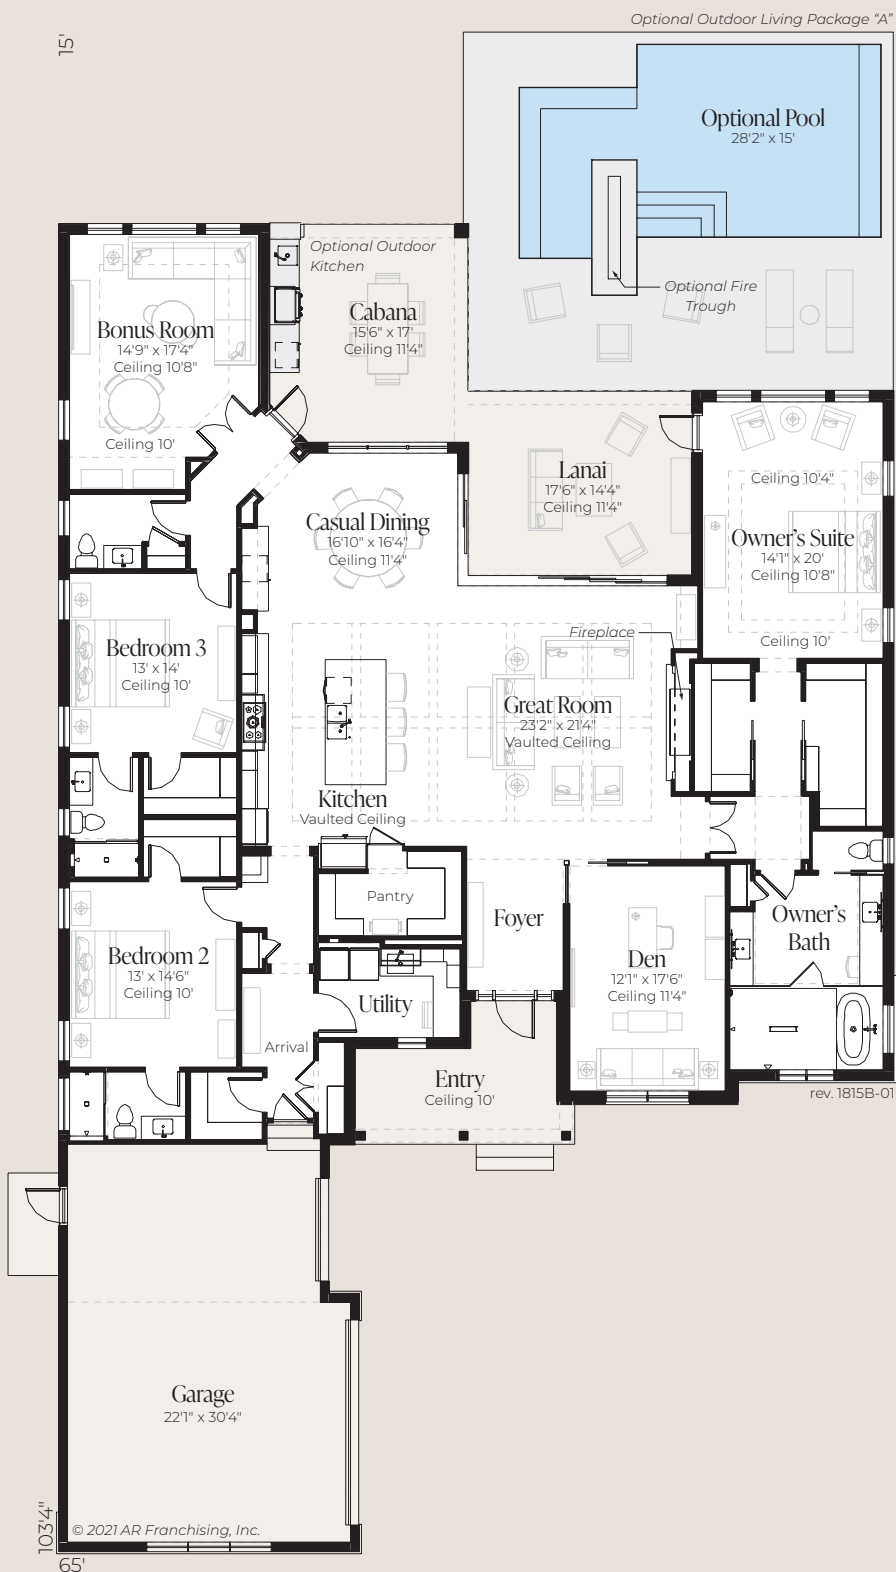 Optional Outdoor Living Package “A”
15'
Optional Pool
28'2" x 15'
Optional Outdoor
Kitchen
Optional Fire
Trough
Cabana
15'6" x 17'
Ceiling 11'4"
Bonus Room
14'9" x 17'4"
Ceiling 10'8"
Ceiling 10'
Lanai
17'6" x 14'4"
Ceiling 11'4"
Ceiling 10'4"
Owner's Suite
14'1" x 20'
Ceiling 10'8"
Ceiling 10'
Casual Dining
16'10" x 16'4"
Ceiling 11'4"
Fireplace
Bedroom 3
13' x 14'
Ceiling 10'
Great Room
23'2" x 21'4"
Vaulted Ceiling
Kitchen
Vaulted Ceiling
Pantry
Foyer
Owner's
Bath
Bedroom 2
13' x 14'6"
Ceiling 10'
Den
12'1" x 17'6"
Ceiling 11'4"
Utility
Arrival
Entry
Ceiling 10'
rev. 1815B-01
Garage
22'1" x 30'4"
103'4"
© 2021 AR Franchising, Inc.
65'